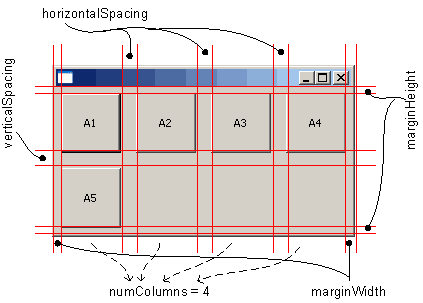 horizontalSpacing
verticalSpacing
marginHeight
A1 A2 A3 A4
A5
numColumns = 4
marginWidth